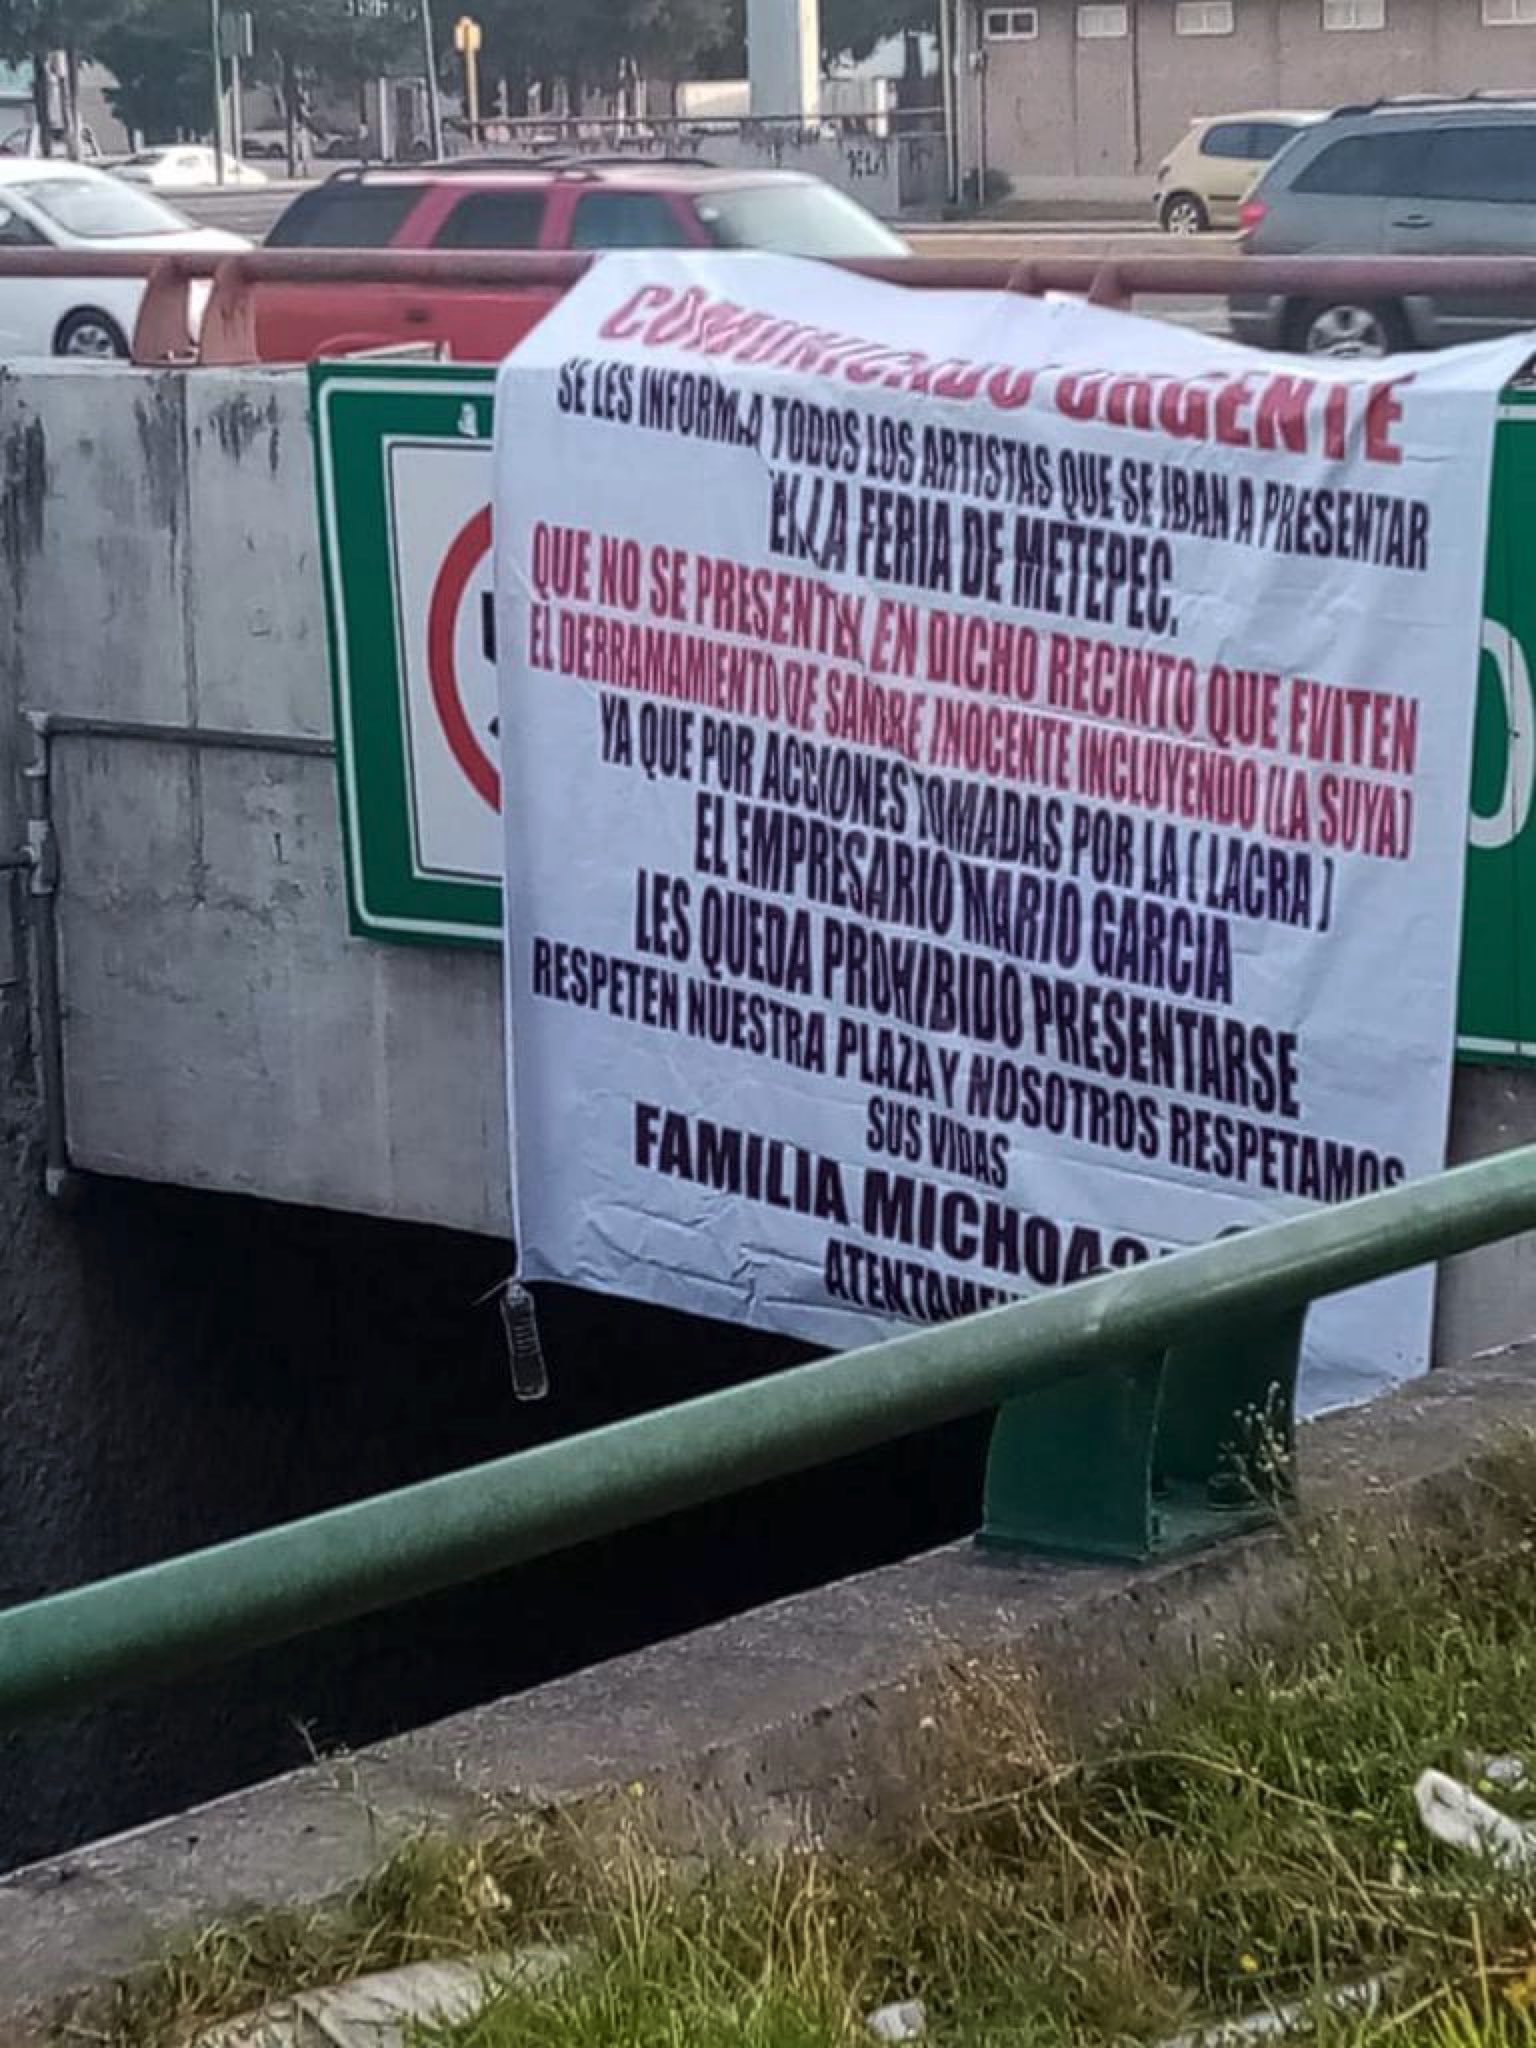 COMUNICADO URGENTE
SE LES INFORMA A TODOS LOS ARTISTAS QUE SE IBAN A PRESENTAR
EN LA FERIA DE METEPEC.
QUE NO SE PRESENTEN EN DICHO RECINTO QUE EVITEN
EL DERRAMAMIENTO DE SANGRE INOCENTE INCLUYENDO (LA SUYA)
YA QUE POR ACCIONES TOMADAS POR LA ( LACRA )
EL EMPRESARIO MARIO GARCIA
LES QUEDA PROHIBIDO PRESENTARSE
RESPETEN NUESTRA PLAZA Y NOSOTROS RESPETAMOS
SUS VIDAS
FAMILIA